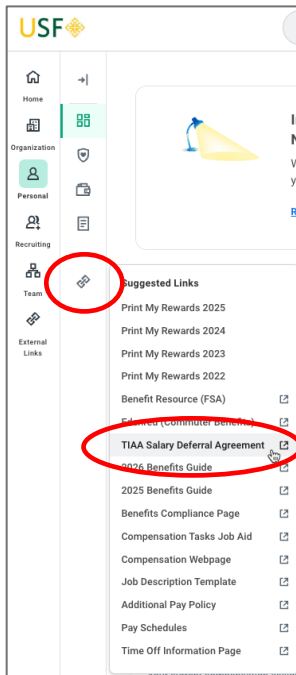 USF
Home
Organization
Personal
Recruiting
Team
External
Links
Suggested Links
Print My Rewards 2025
Print My Rewards 2024
Print My Rewards 2023
Print My Rewards 2022
Benefit Resource (FSA)
Edenred (Commuter Benefits)
TIAA Salary Deferral Agreement
2026 Benefits Guide
2025 Benefits Guide
Benefits Compliance Page
Compensation Tasks Job Aid
Compensation Webpage
Job Description Template
Additional Pay Policy
Pay Schedules
Time Off Information Page